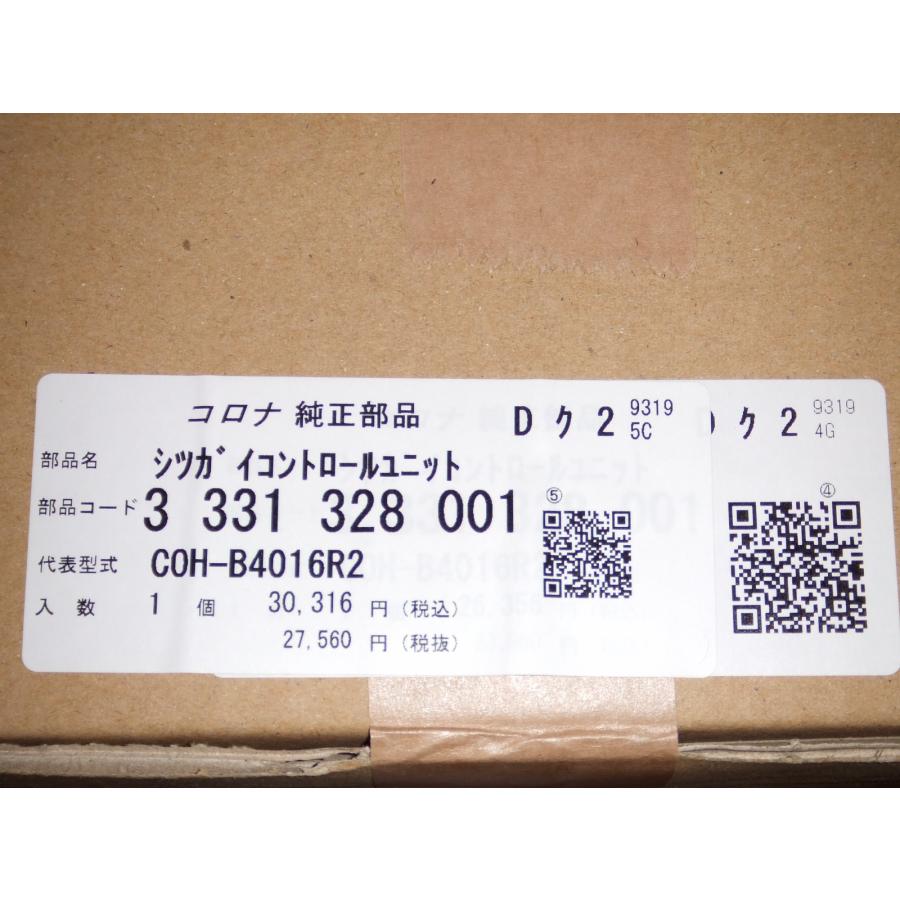 コロナ 純正部品 Dク2 9319 5C
部品名 シツガイコントロールユニット
部品コード 3 331 328 001 ⑤
代表型式 COH-B4016R2
入 数 1 個 30,316 円(税込)
27,560 円(税抜)
ク2 9319 4G
④